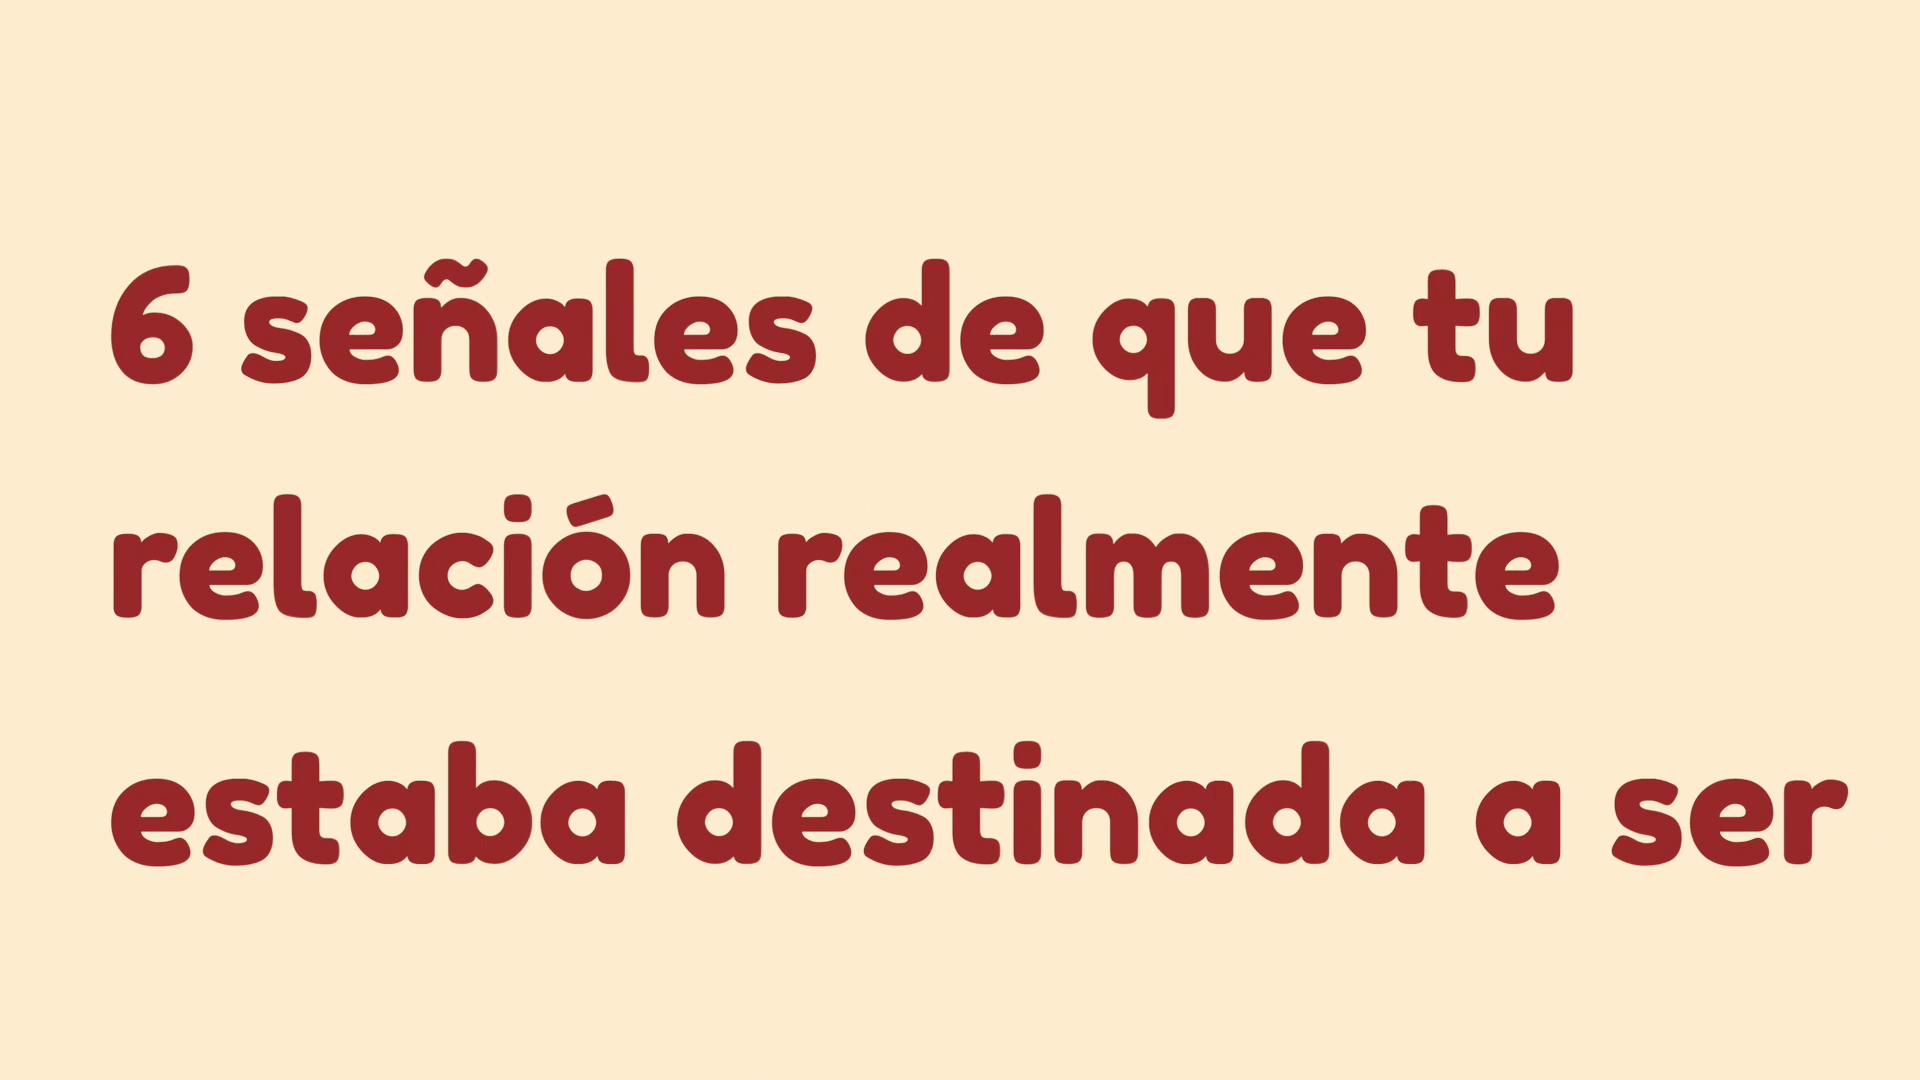 6 señales de que tu
relación realmente
estaba destinada a ser